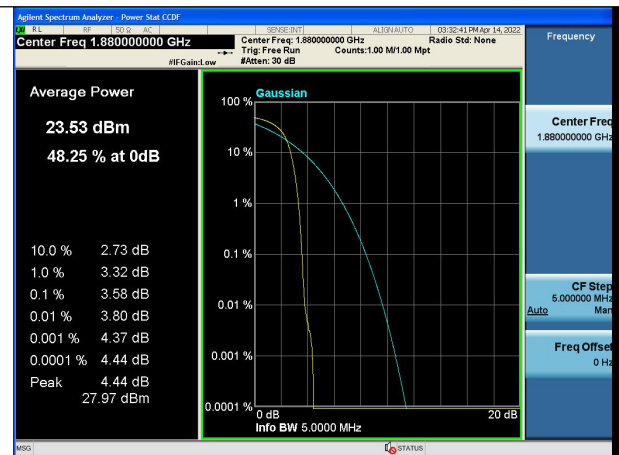 Agilent Spectrum Analyzer - Power Stat CCDF
RL RF 50 Ω AC SENSE:INT ALIGN AUTO 03:32:41 PM Apr 14, 2022
Center Freq 1.880000000 GHz
Center Freq: 1.880000000 GHz Radio Std: None
Trig: Free Run Counts:1.00 M/1.00 Mpt
#IFGain:Low #Atten: 30 dB
Frequency
Average Power
23.53 dBm
48.25 % at 0dB
10.0 % 2.73 dB
1.0 % 3.32 dB
0.1 % 3.58 dB
0.01 % 3.80 dB
0.001 % 4.37 dB
0.0001 % 4.44 dB
Peak 4.44 dB
27.97 dBm
Gaussian
100 %
10 %
1 %
0.1 %
0.01 %
0.001 %
0.0001 %
0 dB 20 dB
Info BW 5.0000 MHz
Center Freq
1.880000000 GHz
CF Step
5.000000 MHz
Auto Man
Freq Offset
0 Hz
MSG STATUS